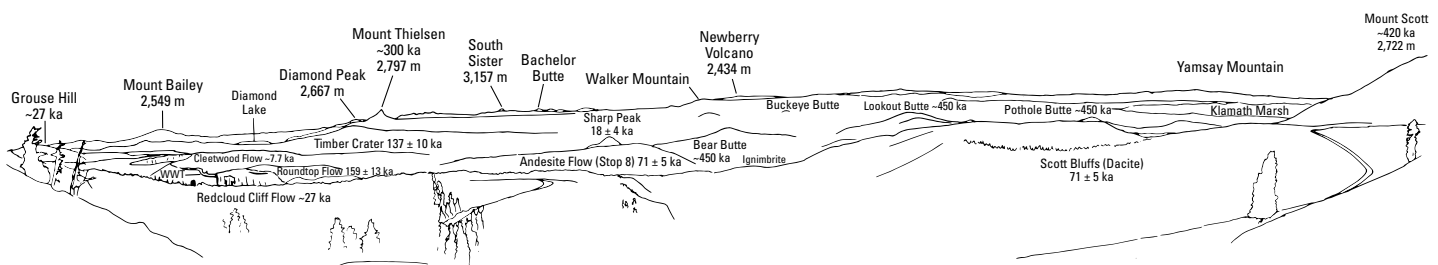 Grouse Hill
~27 ka
Mount Bailey
2,549 m
Diamond
Lake
Diamond Peak
2,667 m
Mount Thielsen
~300 ka
2,797 m
South
Sister
3,157 m
Bachelor
Butte
Walker Mountain
Newberry
Volcano
2,434 m
Yamsay Mountain
Mount Scott
~420 ka
2,722 m
Buckeye Butte
Lookout Butte ~450 ka
Pothole Butte ~450 ka
Klamath Marsh
Sharp Peak
18 ± 4 ka
Timber Crater 137 ± 10 ka
Bear Butte
~450 ka
Ignimbrite
Cleetwood Flow ~7.7 ka
Andesite Flow (Stop 8) 71 ± 5 ka
WWT
Roundtop Flow 159 ± 13 ka
Redcloud Cliff Flow ~27 ka
Scott Bluffs (Dacite)
71 ± 5 ka